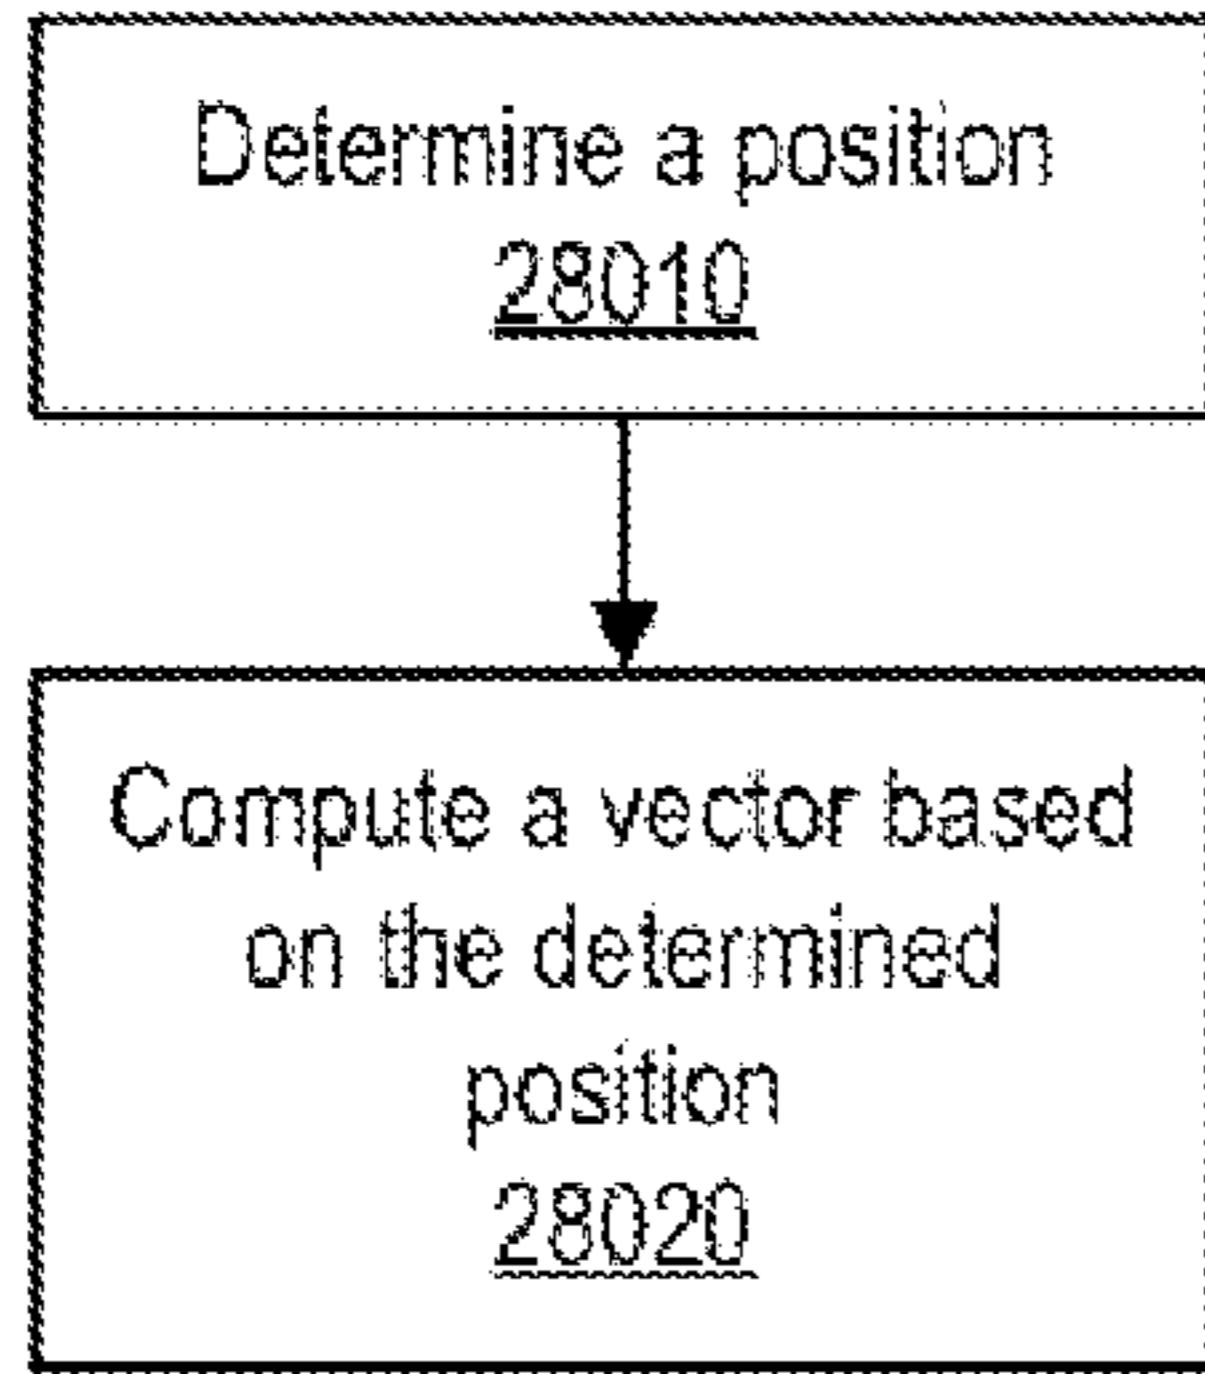 Determine a position
28010
Compute a vector based
on the determined
position
28020